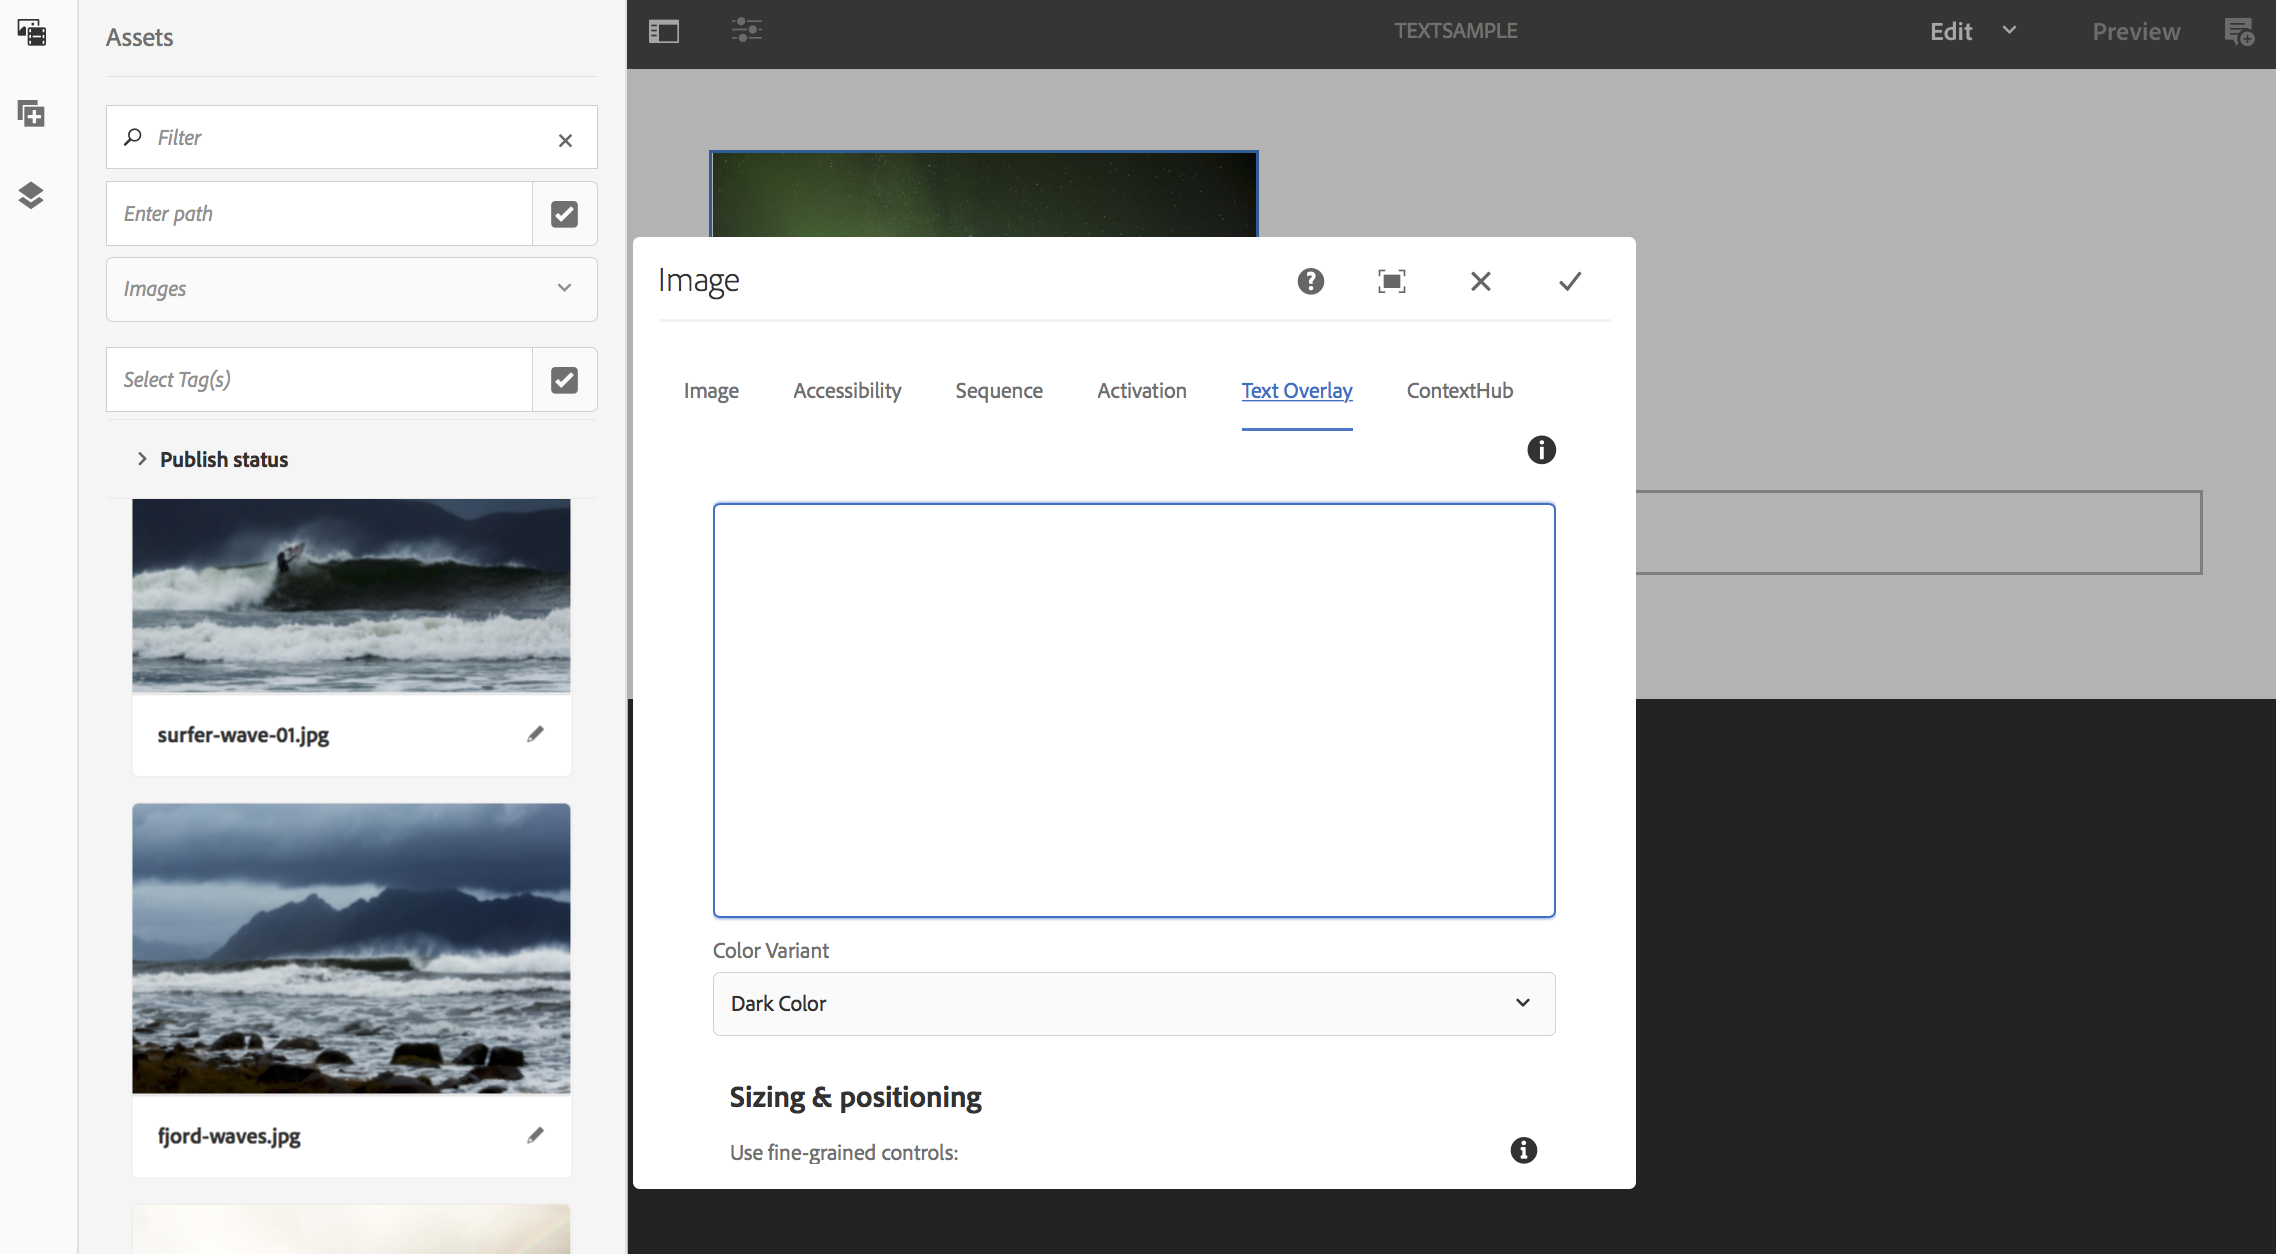 Assets
Filter
Enter path
Images
Select Tag(s)
Publish status
surfer-wave-01.jpg
fjord-waves.jpg
TEXTSAMPLE
Edit
Preview
Image
Image Accessibility Sequence Activation Text Overlay ContextHub
Color Variant
Dark Color
Sizing & positioning
Use fine-grained controls: